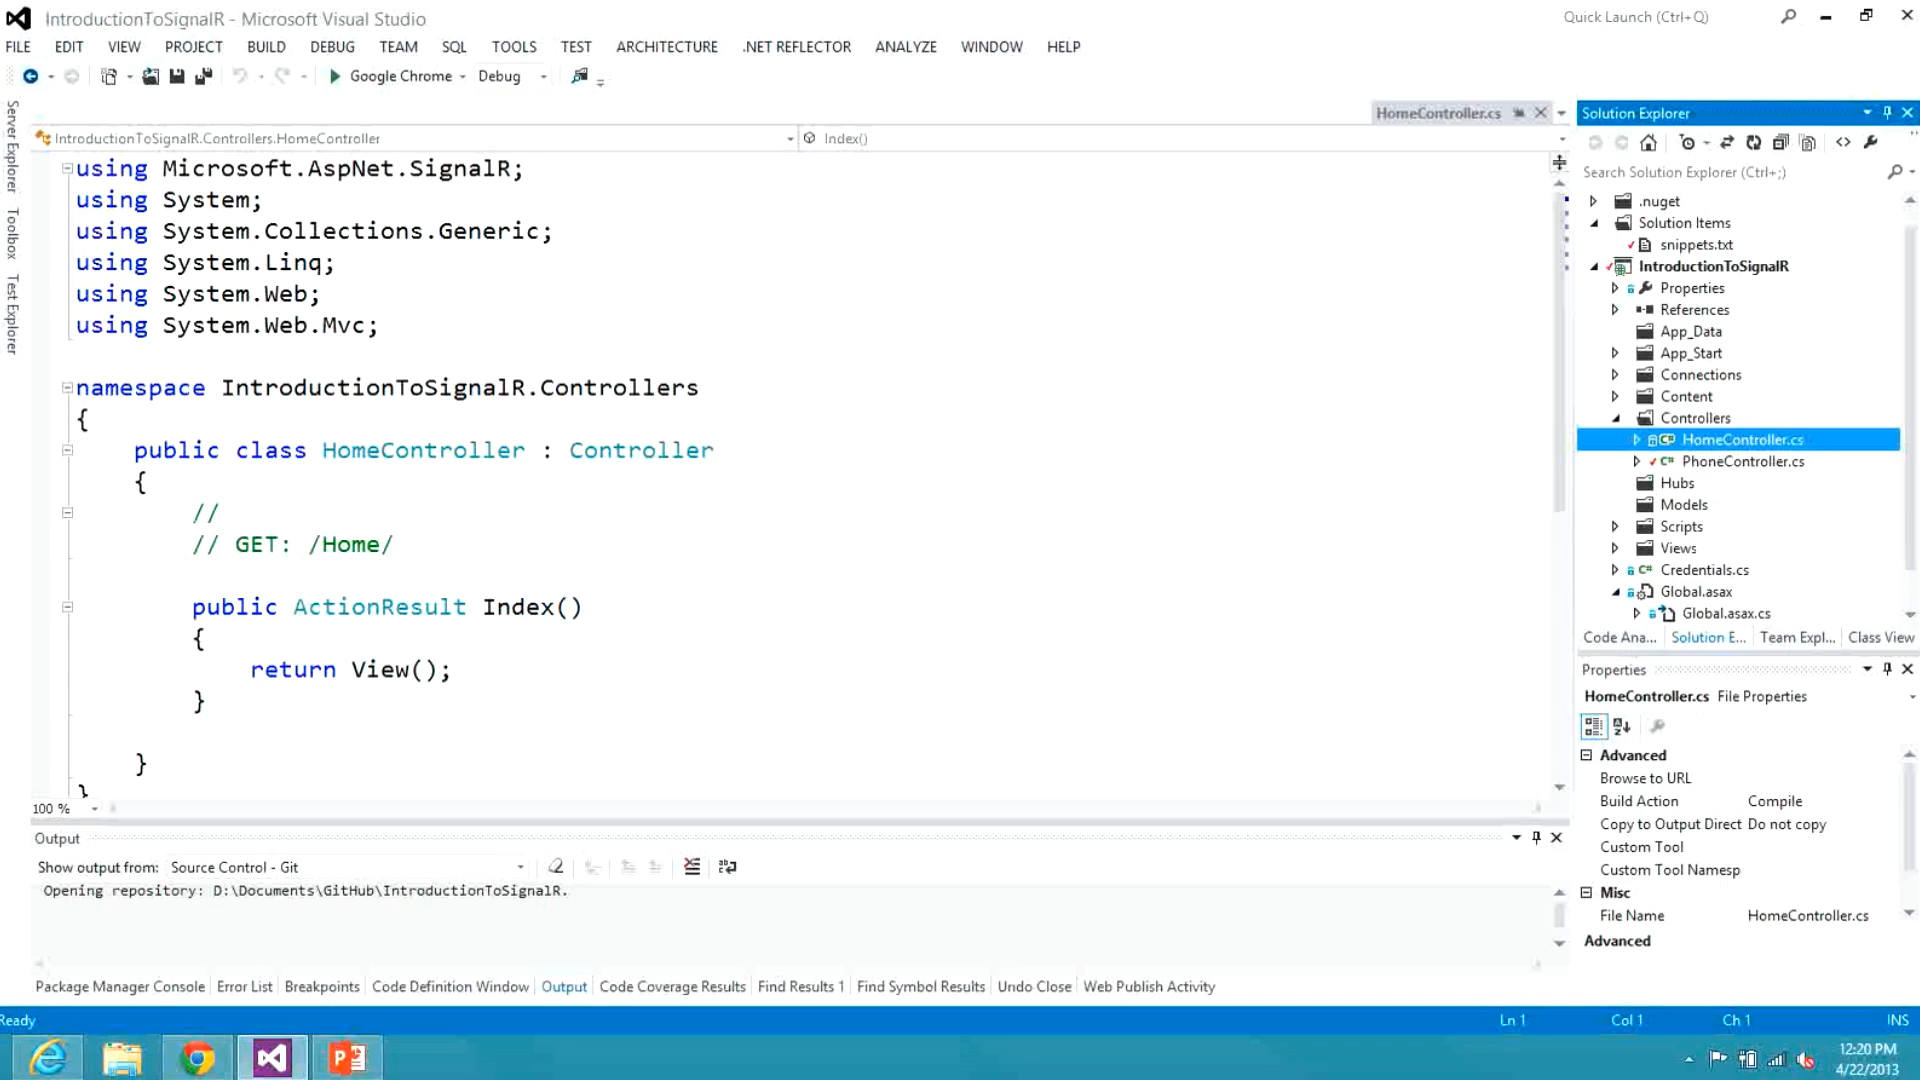 IntroductionToSignalR - Microsoft Visual Studio
Quick Launch (Ctrl+Q)
FILE EDIT VIEW PROJECT BUILD DEBUG TEAM SQL TOOLS TEST ARCHITECTURE .NET REFLECTOR ANALYZE WINDOW HELP
Google Chrome Debug
Server Explorer
Toolbox
Test Explorer
HomeController.cs
IntroductionToSignalR.Controllers.HomeController
Index()
using Microsoft.AspNet.SignalR;
using System;
using System.Collections.Generic;
using System.Linq;
using System.Web;
using System.Web.Mvc;
namespace IntroductionToSignalR.Controllers
{
public class HomeController : Controller
{
//
// GET: /Home/
public ActionResult Index()
{
return View();
}
}
}
100 %
Output
Show output from: Source Control - Git
Opening repository: D:\Documents\GitHub\IntroductionToSignalR.
Package Manager Console Error List Breakpoints Code Definition Window Output Code Coverage Results Find Results 1 Find Symbol Results Undo Close Web Publish Activity
Solution Explorer
Search Solution Explorer (Ctrl+;)
.nuget
Solution Items
snippets.txt
IntroductionToSignalR
Properties
References
App_Data
App_Start
Connections
Content
Controllers
HomeController.cs
PhoneController.cs
Hubs
Models
Scripts
Views
Credentials.cs
Global.asax
Global.asax.cs
Code Ana... Solution E... Team Expl... Class View
Properties
HomeController.cs File Properties
Advanced
Browse to URL
Build Action Compile
Copy to Output Direct Do not copy
Custom Tool
Custom Tool Namesp
Misc
File Name HomeController.cs
Advanced
Ready
Ln 1 Col 1 Ch 1 INS
12:20 PM
4/22/2013